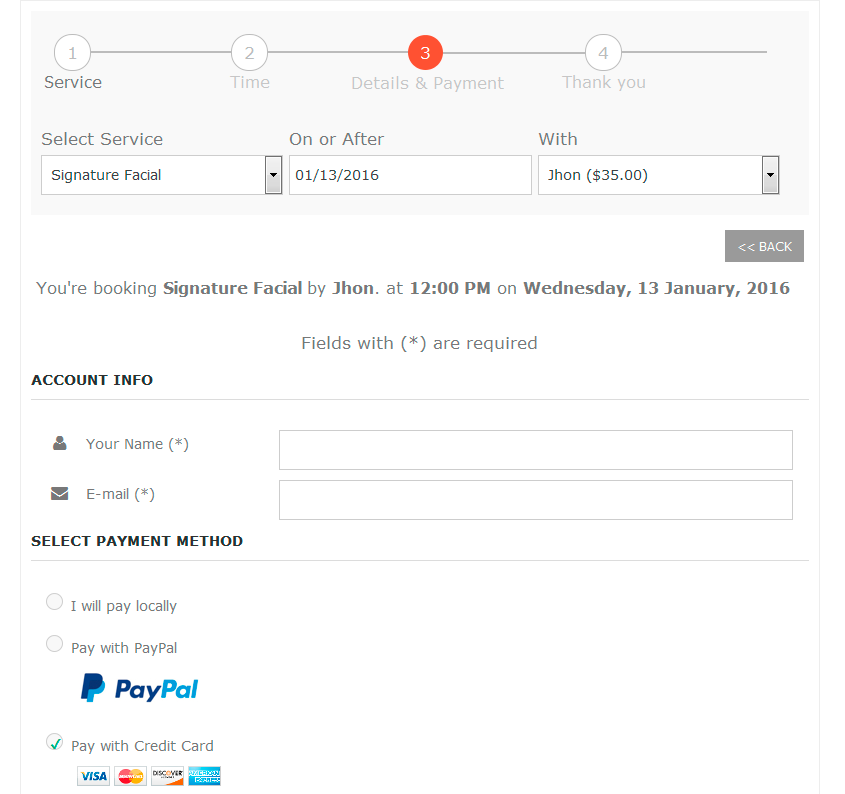 1 2 3 4
Service Time Details & Payment Thank you
Select Service On or After With
Signature Facial 01/13/2016 Jhon ($35.00)
<< BACK
You're booking Signature Facial by Jhon. at 12:00 PM on Wednesday, 13 January, 2016
Fields with (*) are required
ACCOUNT INFO
Your Name (*)
E-mail (*)
SELECT PAYMENT METHOD
I will pay locally
Pay with PayPal
PayPal
Pay with Credit Card
VISA MasterCard DISCOVER AMERICAN EXPRESS